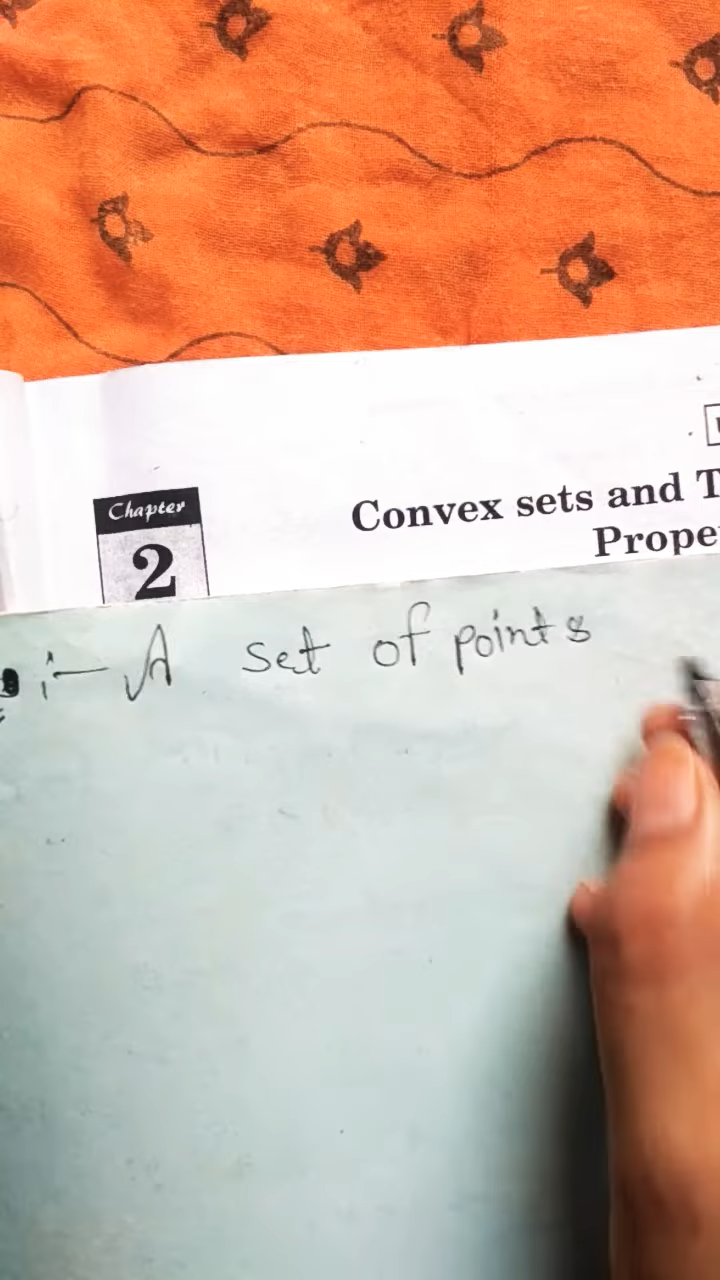 Chapter
2
Convex sets and T
Prope
:- A set of points